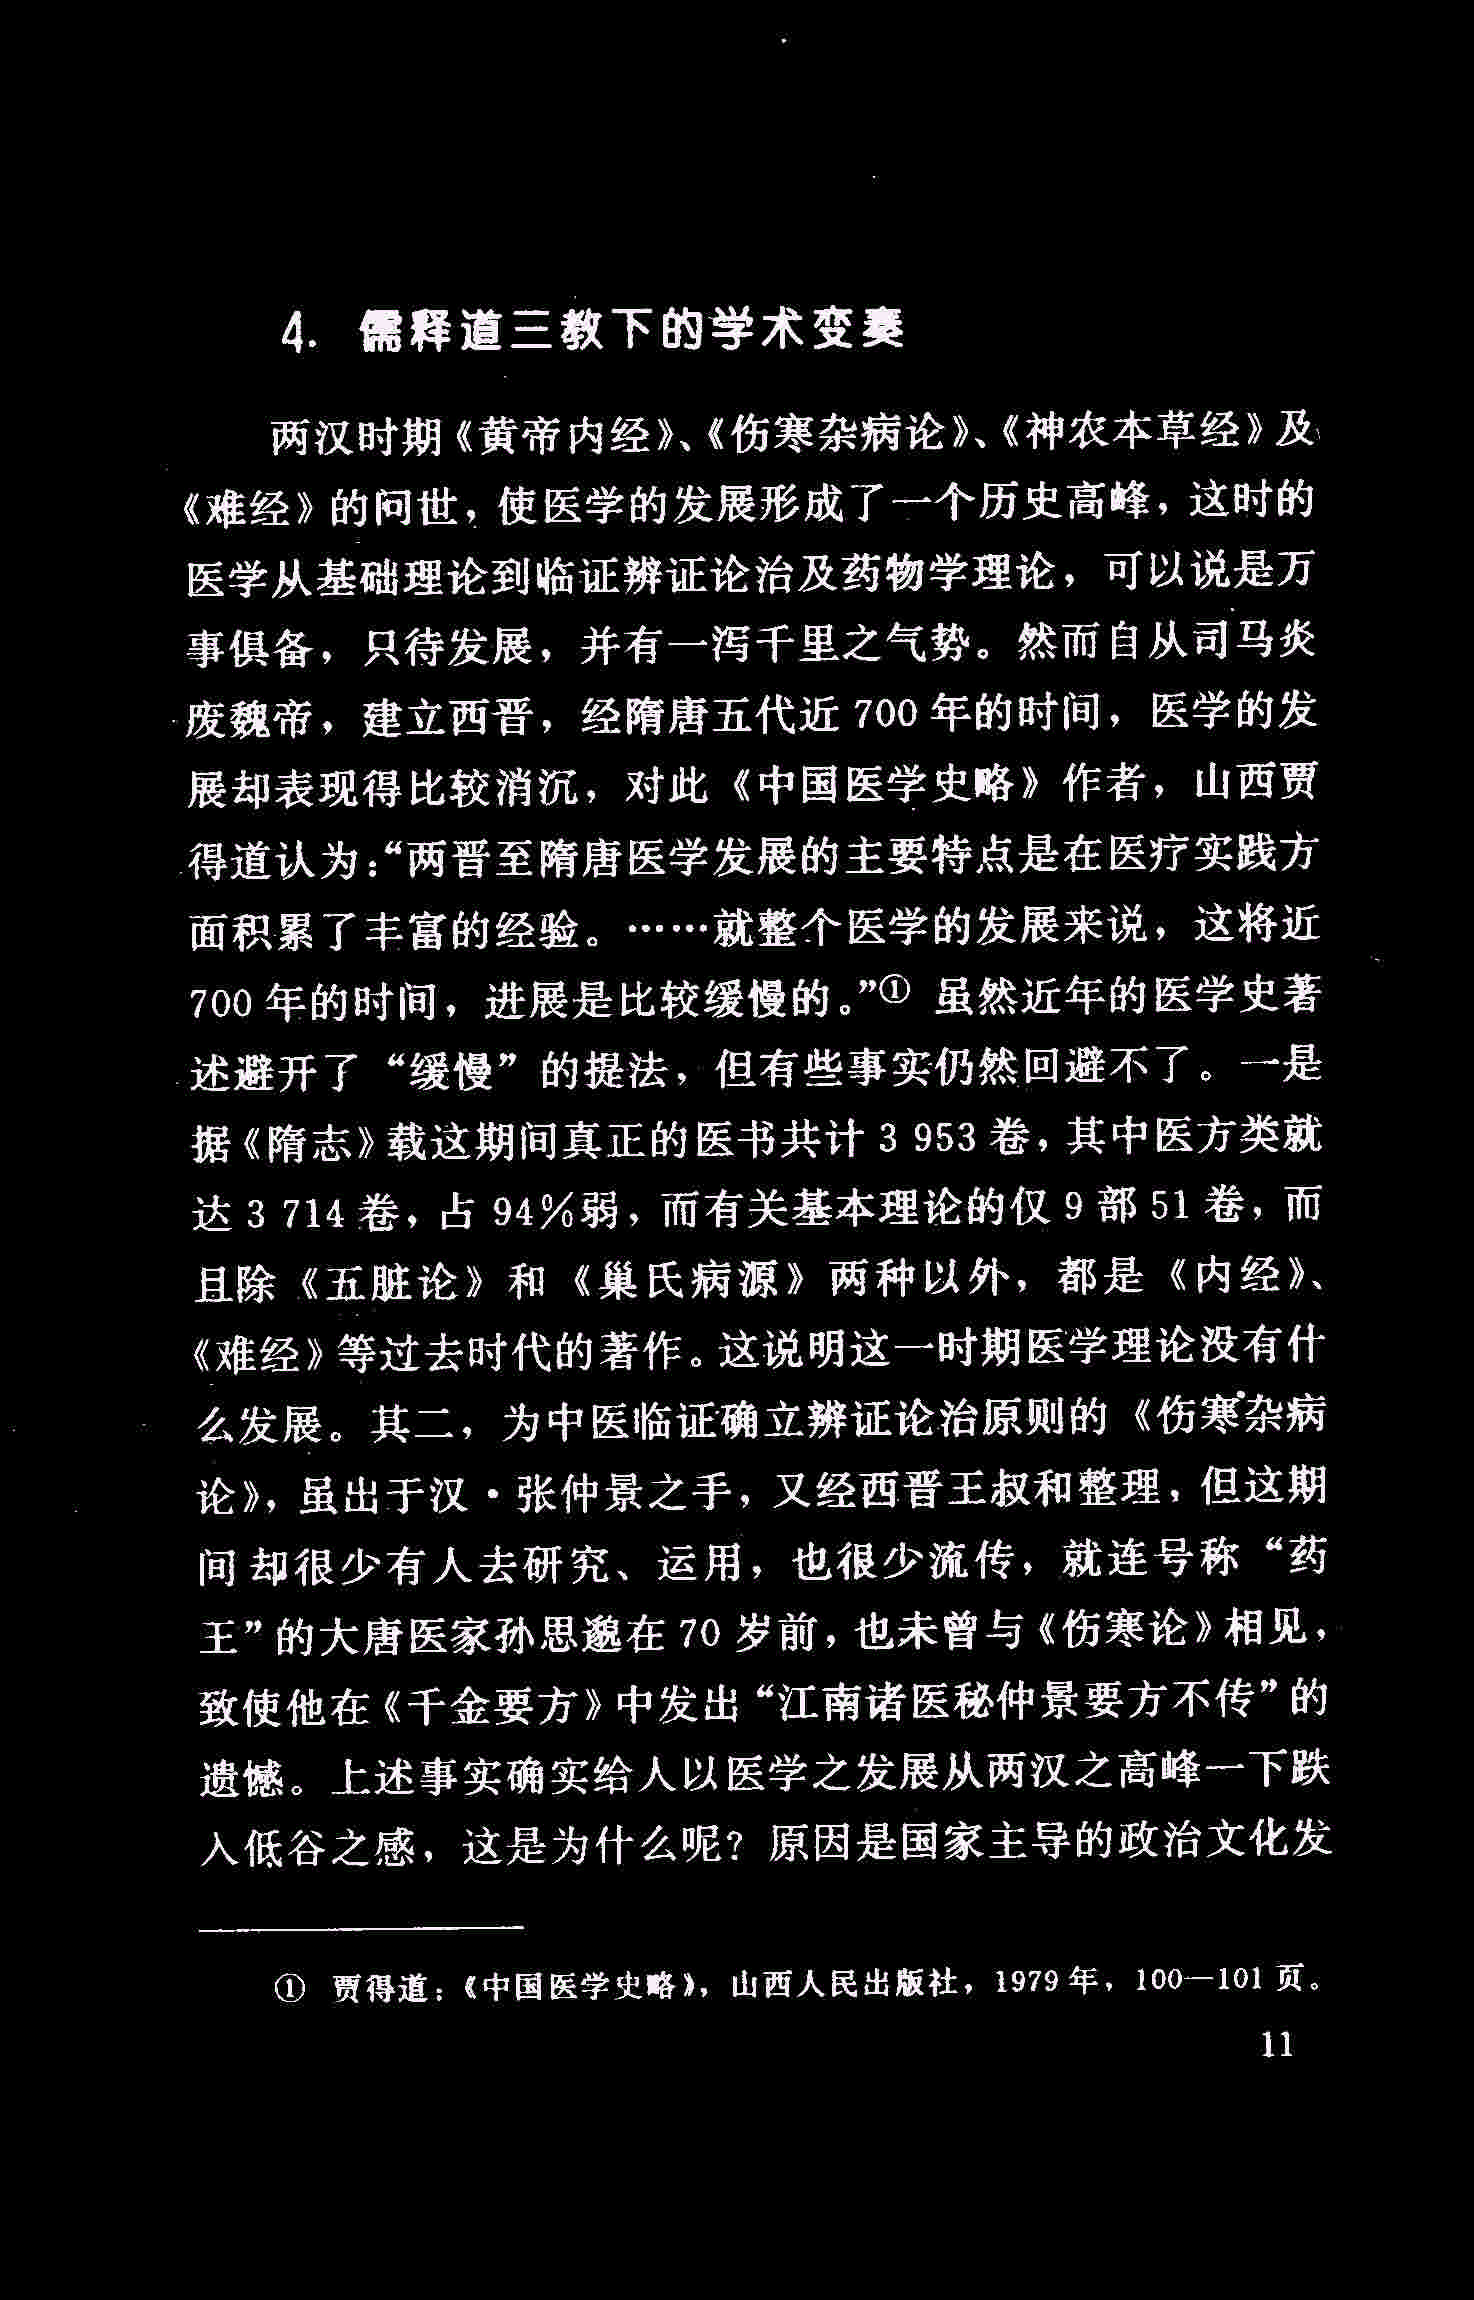 4. 儒释道三教下的学术变奏
两汉时期《黄帝内经》、《伤寒杂病论》、《神农本草经》及
《难经》的问世，使医学的发展形成了一个历史高峰，这时的
医学从基础理论到临证辨证论治及药物学理论，可以说是万
事俱备，只待发展，并有一泻千里之气势。然而自从司马炎
废魏帝，建立西晋，经隋唐五代近 700 年的时间，医学的发
展却表现得比较消沉，对此《中国医学史略》作者，山西贾
得道认为：“两晋至隋唐医学发展的主要特点是在医疗实践方
面积累了丰富的经验。……就整个医学的发展来说，这将近
700 年的时间，进展是比较缓慢的。”① 虽然近年的医学史著
述避开了“缓慢”的提法，但有些事实仍然回避不了。一是
据《隋志》载这期间真正的医书共计 3 953 卷，其中医方类就
达 3 714 卷，占 94％弱，而有关基本理论的仅 9 部 51 卷，而
且除《五脏论》和《巢氏病源》两种以外，都是《内经》、
《难经》等过去时代的著作。这说明这一时期医学理论没有什
么发展。其二，为中医临证确立辨证论治原则的《伤寒杂病
论》，虽出于汉·张仲景之手，又经西晋王叔和整理，但这期
间却很少有人去研究、运用，也很少流传，就连号称“药
王”的大唐医家孙思邈在 70 岁前，也未曾与《伤寒论》相见，
致使他在《千金要方》中发出“江南诸医秘仲景要方不传”的
遗憾。上述事实确实给人以医学之发展从两汉之高峰一下跌
入低谷之感，这是为什么呢？原因是国家主导的政治文化发
① 贾得道：《中国医学史略》，山西人民出版社，1979 年，100—101 页。
11